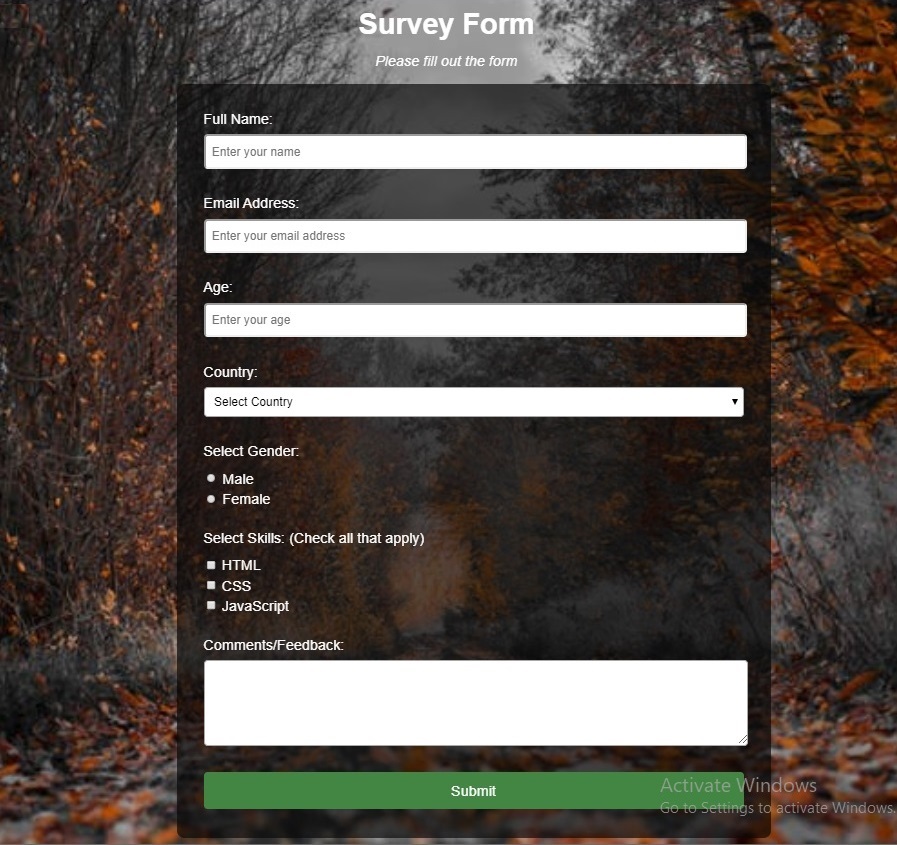 Survey Form
Please fill out the form
Full Name:
Enter your name
Email Address:
Enter your email address
Age:
Enter your age
Country:
Select Country
Select Gender:
Male
Female
Select Skills: (Check all that apply)
HTML
CSS
JavaScript
Comments/Feedback:
Submit
Activate Windows
Go to Settings to activate Windows.